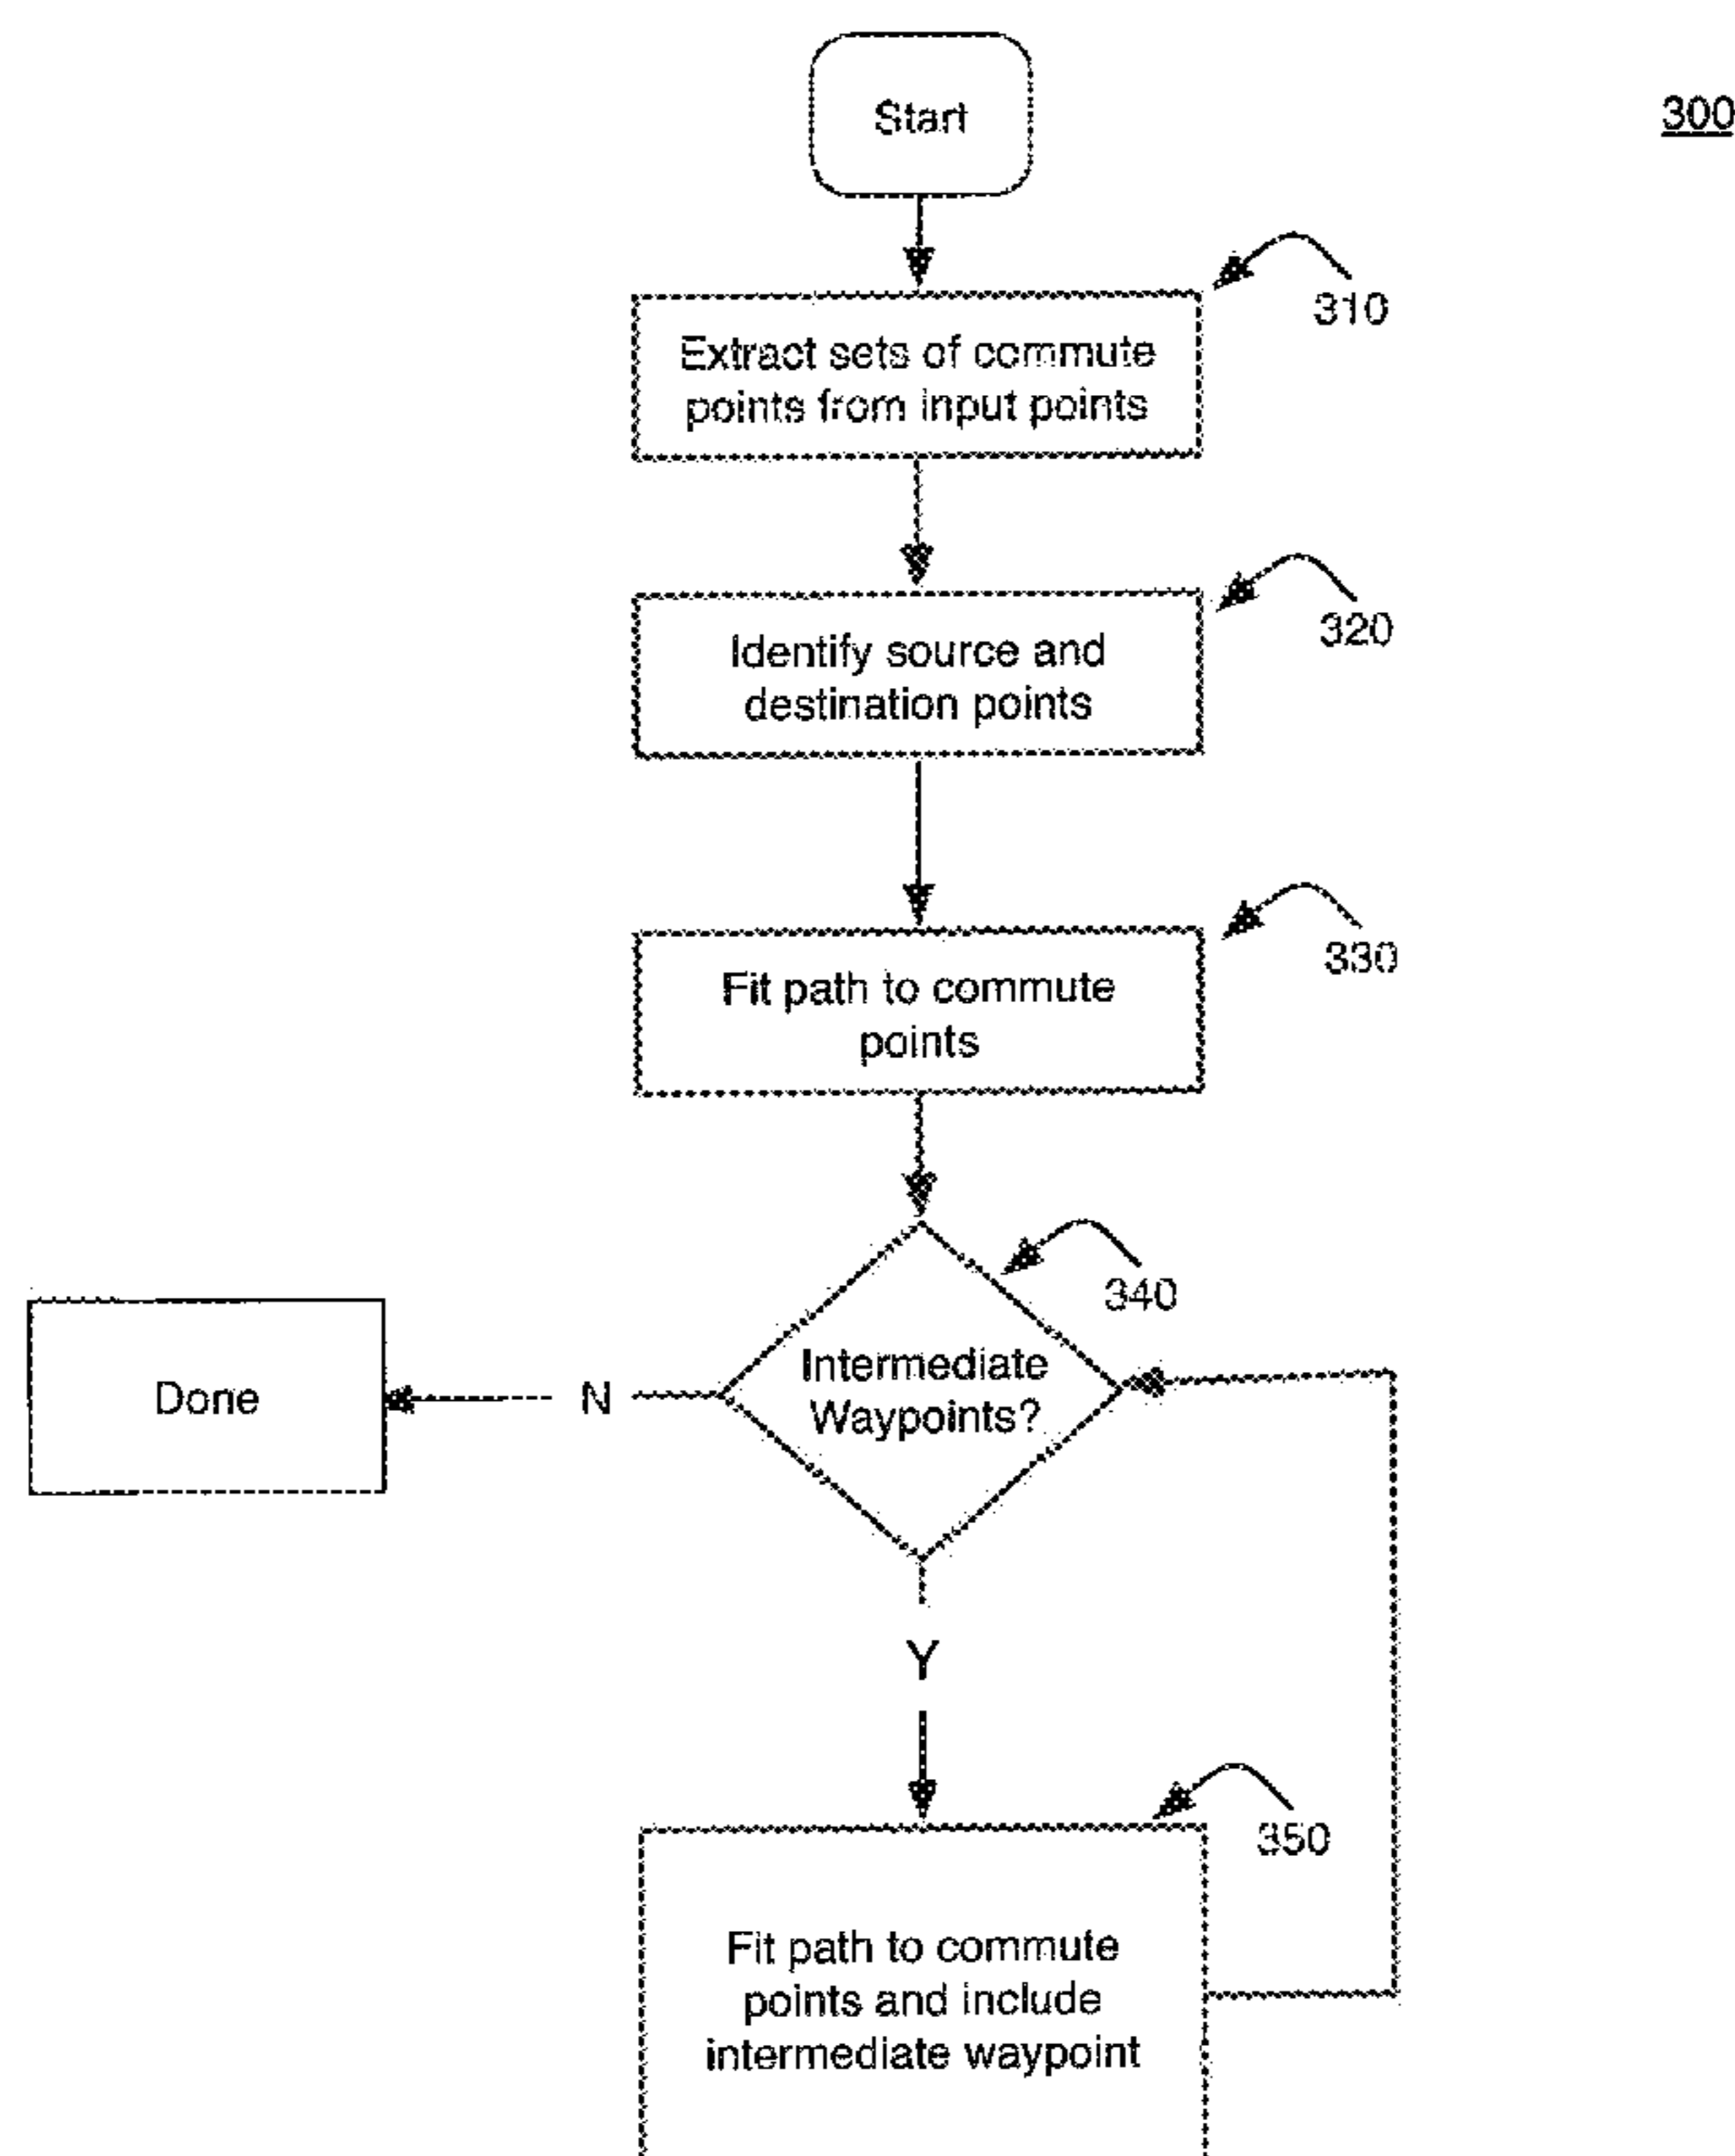 Start
300
310
Extract sets of commute
points from input points
320
Identify source and
destination points
330
Fit path to commute
points
340
Intermediate
Waypoints?
N
Done
Y
350
Fit path to commute
points and include
intermediate waypoint